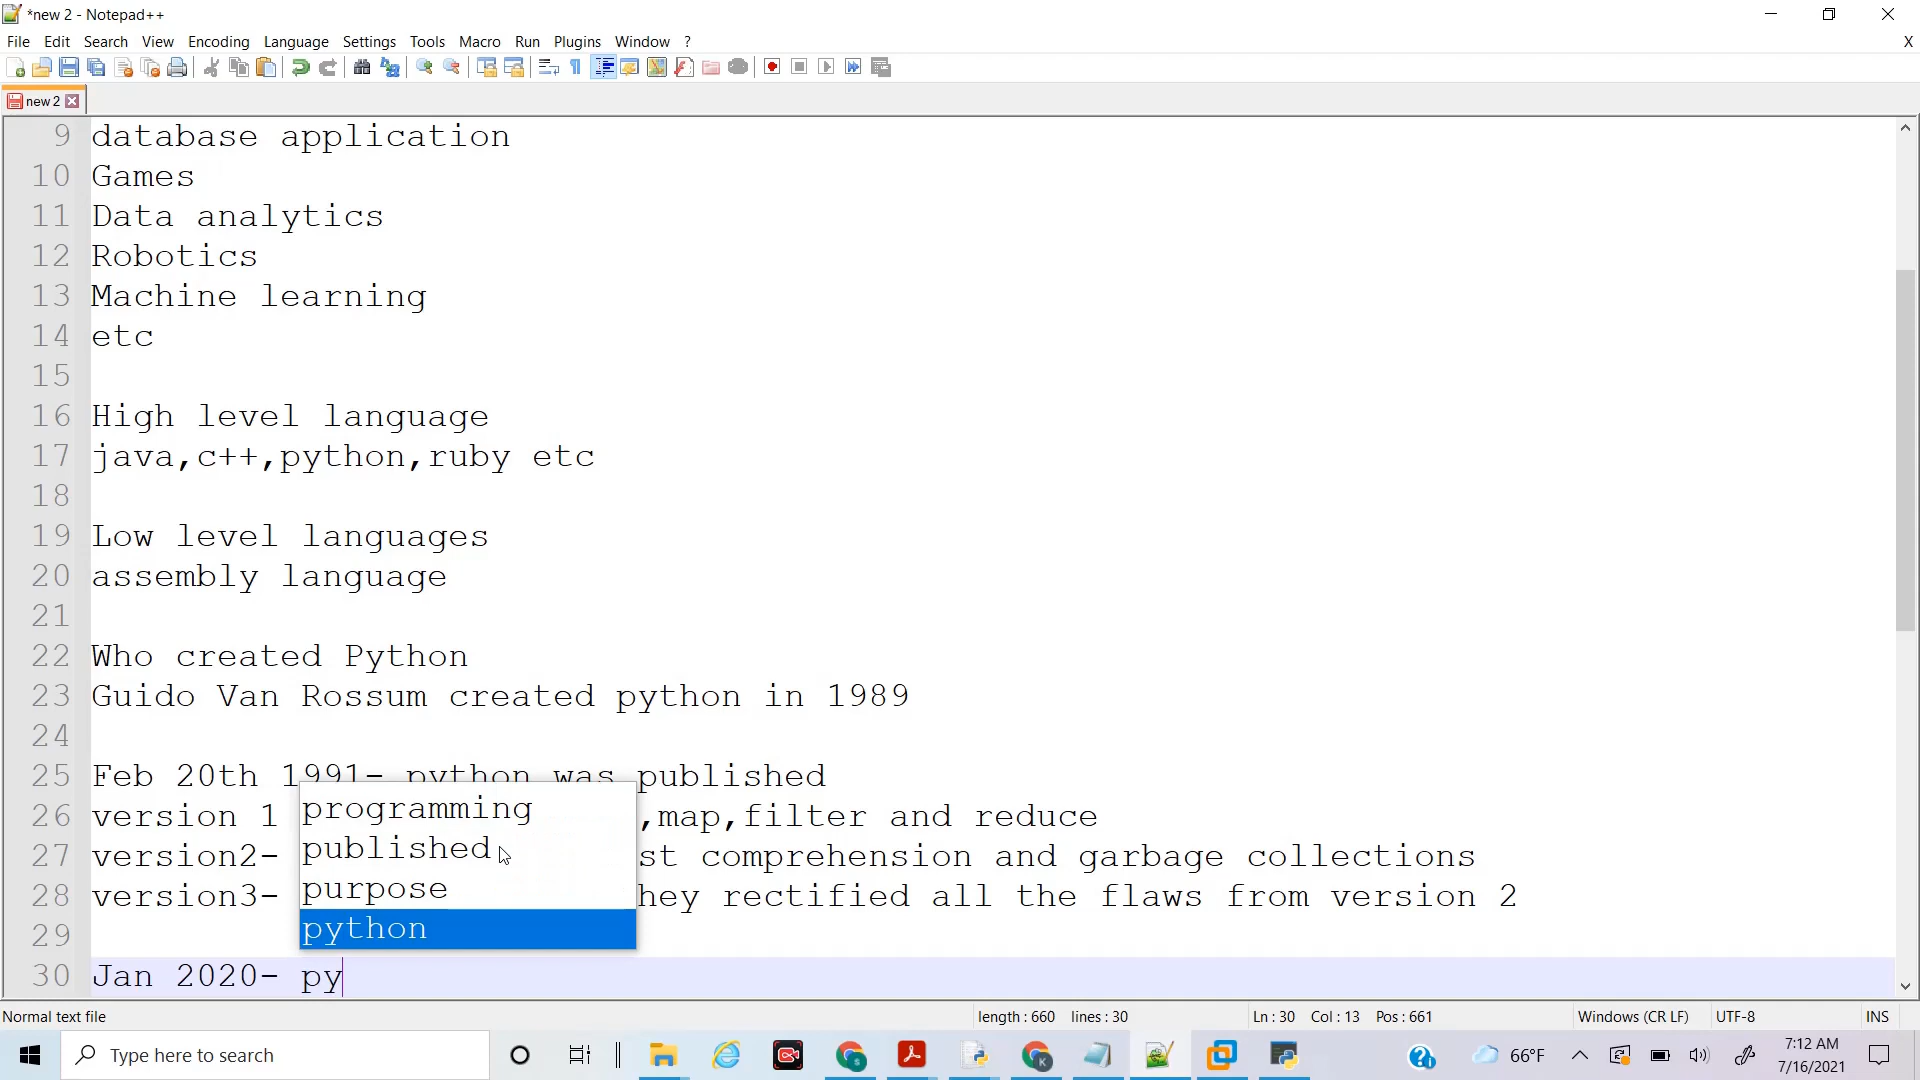 *new 2 - Notepad++
File Edit Search View Encoding Language Settings Tools Macro Run Plugins Window ? X
new 2
9 database application
10 Games
11 Data analytics
12 Robotics
13 Machine learning
14 etc
15
16 High level language
17 java,c++,python,ruby etc
18
19 Low level languages
20 assembly language
21
22 Who created Python
23 Guido Van Rossum created python in 1989
24
25 Feb 20th 1991- python was published
26 version 1 ,map,filter and reduce
27 version2- st comprehension and garbage collections
28 version3- hey rectified all the flaws from version 2
29
30 Jan 2020- py
programming
published
purpose
python
Normal text file length : 660 lines : 30 Ln : 30 Col : 13 Pos : 661 Windows (CR LF) UTF-8 INS
Type here to search 66°F 7:12 AM
7/16/2021